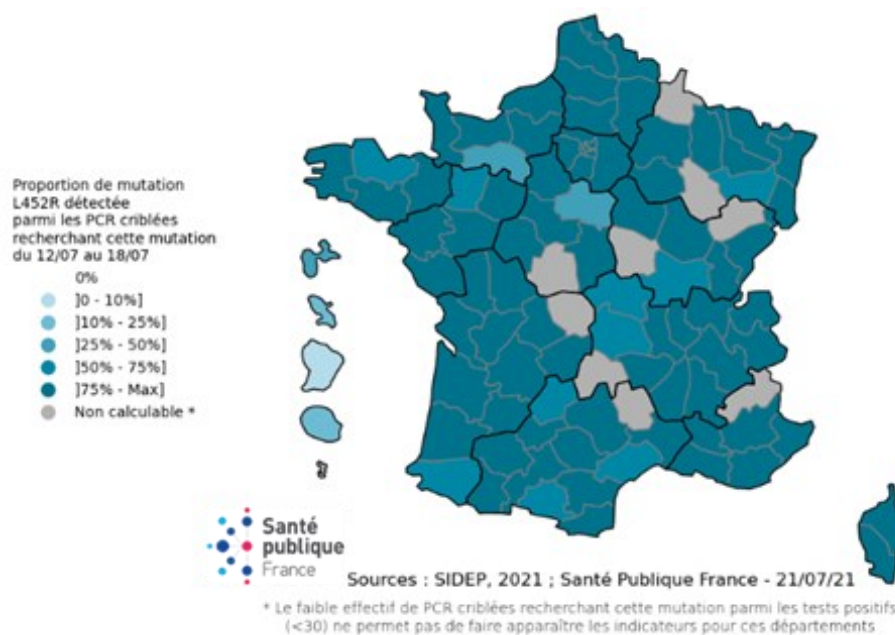 Proportion de mutation
L452R détectée
parmi les PCR criblées
recherchant cette mutation
du 12/07 au 18/07
0%
]0 - 10%]
]10% - 25%]
]25% - 50%]
]50% - 75%]
]75% - Max]
Non calculable *
Santé
publique
France
Sources : SIDEP, 2021 ; Santé Publique France - 21/07/21
* Le faible effectif de PCR criblées recherchant cette mutation parmi les tests positifs
(<30) ne permet pas de faire apparaître les indicateurs pour ces départements